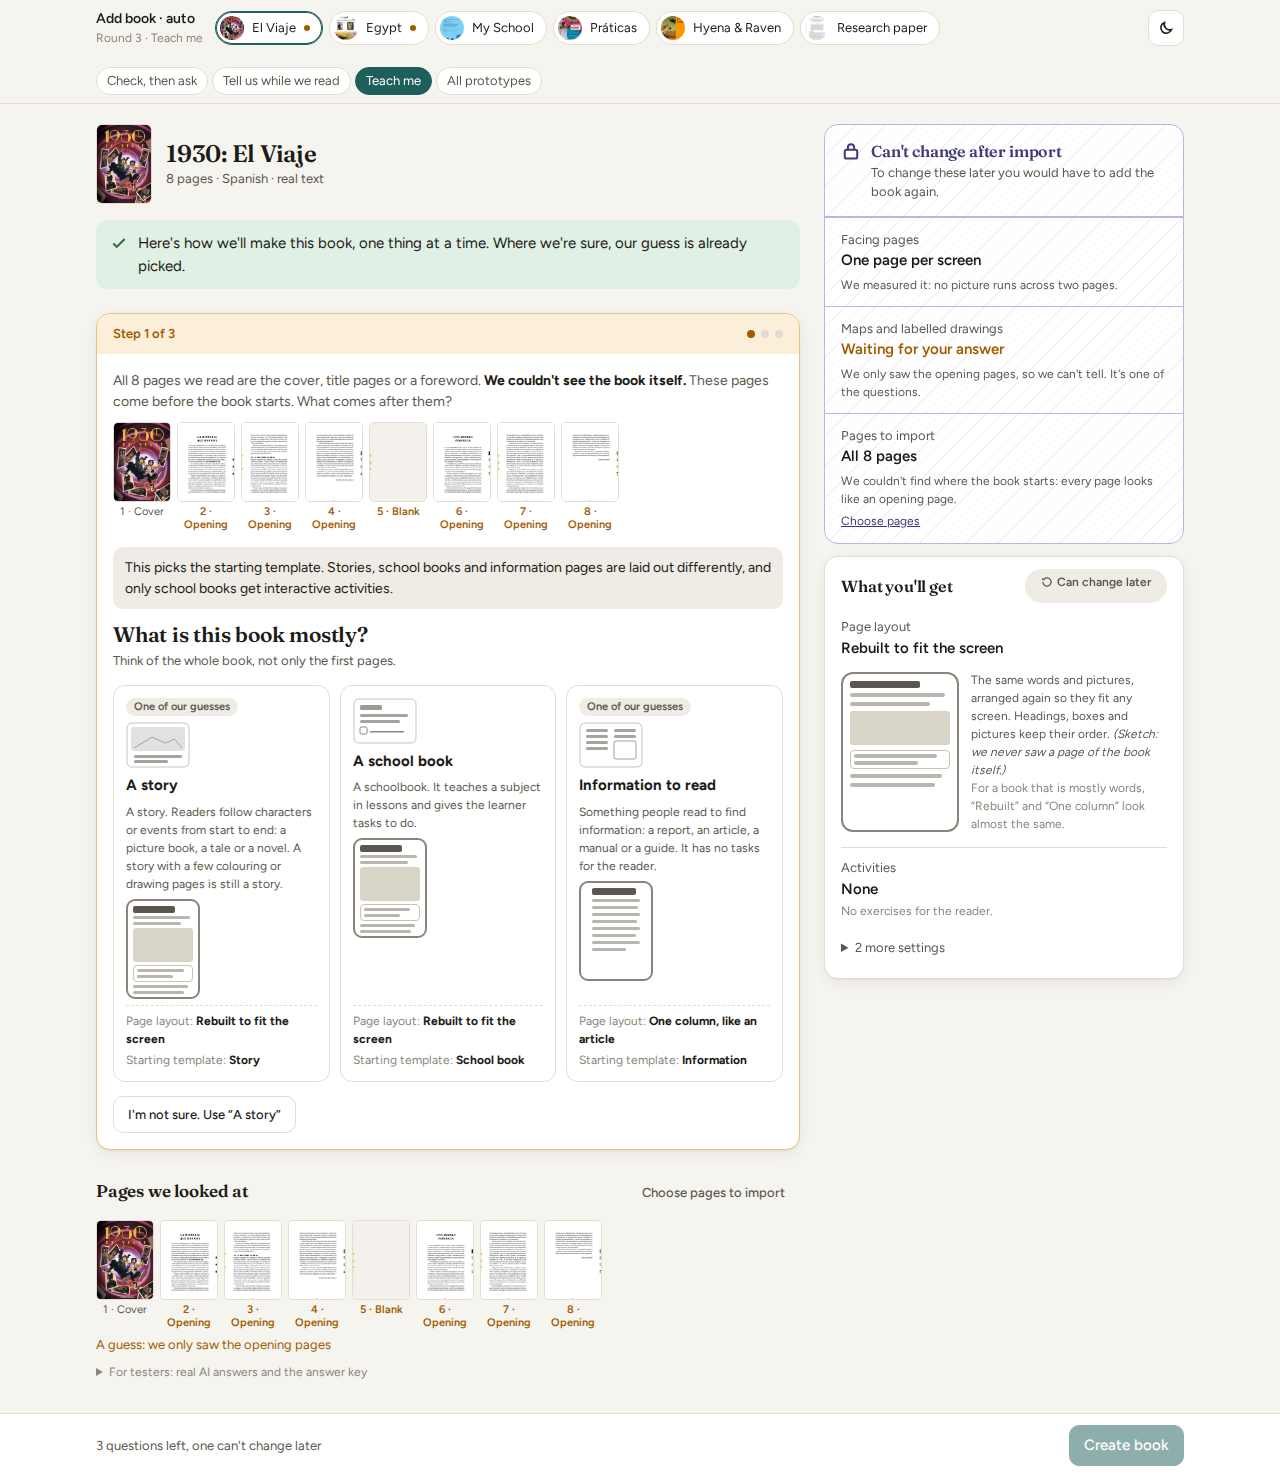 Add book · auto
Round 3 · Teach me
El Viaje
Egypt
My School
Práticas
Hyena & Raven
Research paper
Check, then ask
Tell us while we read
Teach me
All prototypes
1930: El Viaje
8 pages · Spanish · real text
Here's how we'll make this book, one thing at a time. Where we're sure, our guess is already
picked.
Step 1 of 3
All 8 pages we read are the cover, title pages or a foreword. We couldn't see the book itself. These pages
come before the book starts. What comes after them?
1930
1 · Cover
2 ·
Opening
3 ·
Opening
4 ·
Opening
5 · Blank
6 ·
Opening
7 ·
Opening
8 ·
Opening
This picks the starting template. Stories, school books and information pages are laid out differently, and
only school books get interactive activities.
What is this book mostly?
Think of the whole book, not only the first pages.
One of our guesses
A story
A story. Readers follow characters
or events from start to end: a
picture book, a tale or a novel. A
story with a few colouring or
drawing pages is still a story.
Page layout: Rebuilt to fit the
screen
Starting template: Story
A school book
A schoolbook. It teaches a subject
in lessons and gives the learner
tasks to do.
Page layout: Rebuilt to fit the
screen
Starting template: School book
One of our guesses
Information to read
Something people read to find
information: a report, an article, a
manual or a guide. It has no tasks
for the reader.
Page layout: One column, like an
article
Starting template: Information
I'm not sure. Use “A story”
Pages we looked at
Choose pages to import
1930
1 · Cover
2 ·
Opening
3 ·
Opening
4 ·
Opening
5 · Blank
6 ·
Opening
7 ·
Opening
8 ·
Opening
A guess: we only saw the opening pages
For testers: real AI answers and the answer key
Can't change after import
To change these later you would have to add the
book again.
Facing pages
One page per screen
We measured it: no picture runs across two pages.
Maps and labelled drawings
Waiting for your answer
We only saw the opening pages, so we can't tell. It's one of
the questions.
Pages to import
All 8 pages
We couldn't find where the book starts: every page looks
like an opening page.
Choose pages
What you'll get
Can change later
Page layout
Rebuilt to fit the screen
The same words and pictures,
arranged again so they fit any
screen. Headings, boxes and
pictures keep their order. (Sketch:
we never saw a page of the book
itself.)
For a book that is mostly words,
“Rebuilt” and “One column” look
almost the same.
Activities
None
No exercises for the reader.
2 more settings
3 questions left, one can't change later
Create book